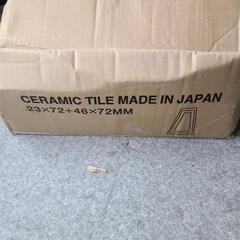 CERAMIC TILE MADE IN JAPAN
23×72+46×72MM